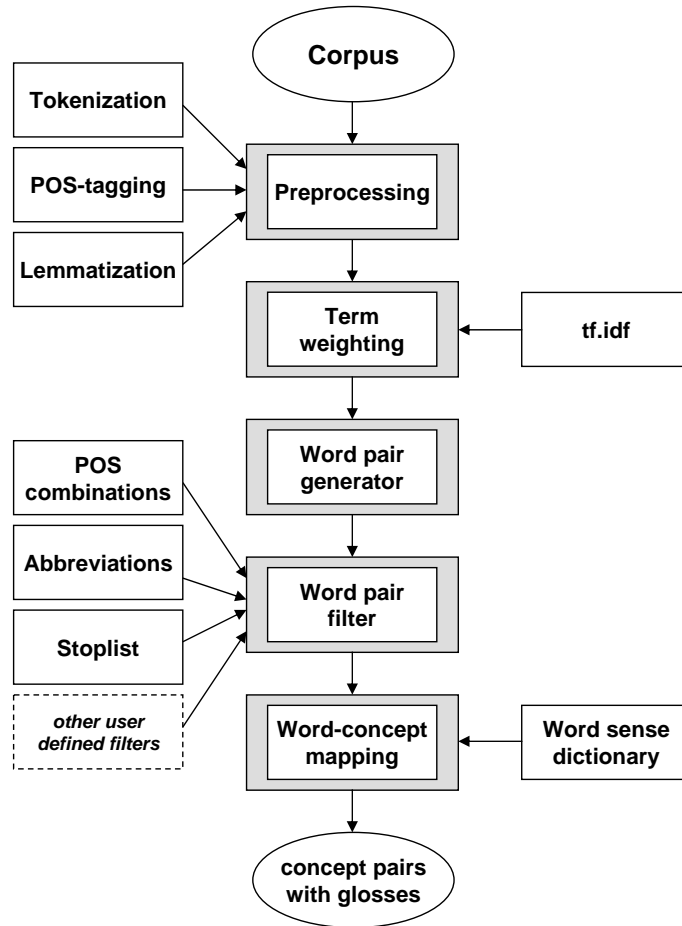 Corpus
Tokenization
POS-tagging
Lemmatization
Preprocessing
Term
weighting
tf.idf
Word pair
generator
POS
combinations
Abbreviations
Stoplist
other user
defined filters
Word pair
filter
Word-concept
mapping
Word sense
dictionary
concept pairs
with glosses